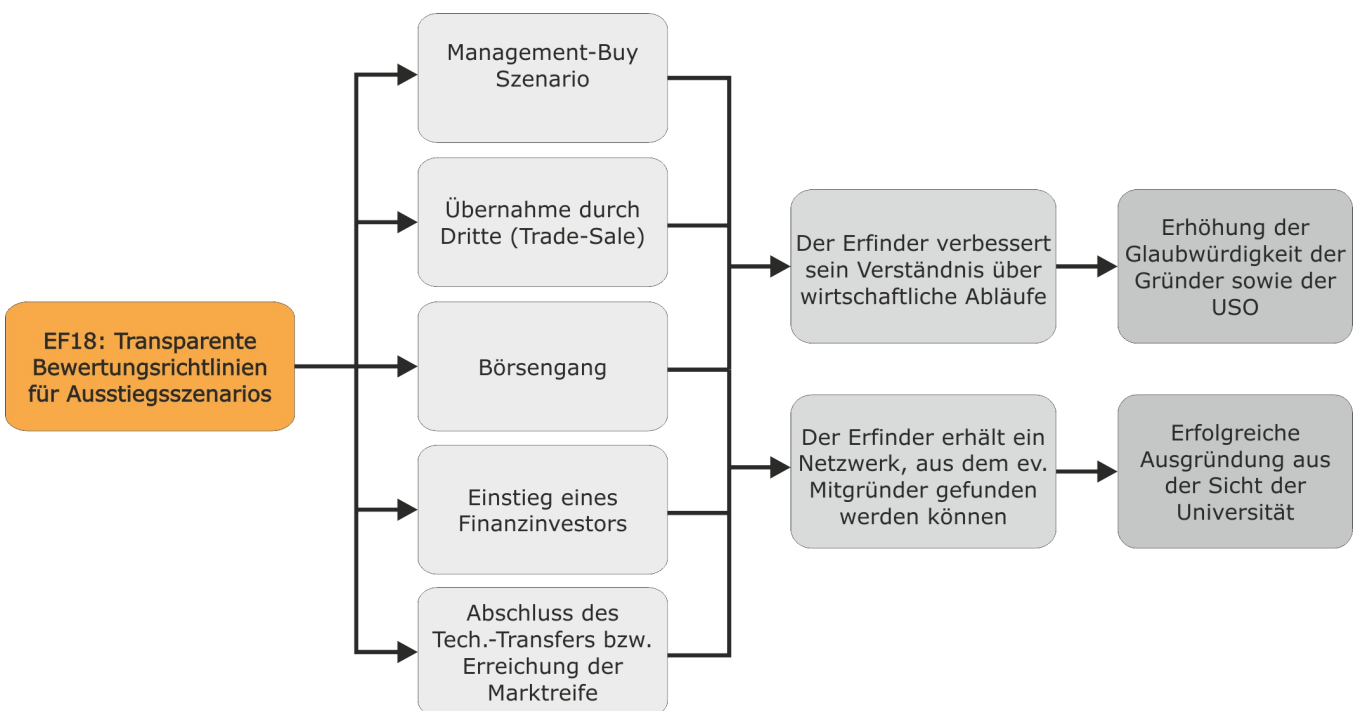 EF18: Transparente
Bewertungsrichtlinien
für Ausstiegsszenarios
Management-Buy
Szenario
Übernahme durch
Dritte (Trade-Sale)
Börsengang
Einstieg eines
Finanzinvestors
Abschluss des
Tech.-Transfers bzw.
Erreichung der
Marktreife
Der Erfinder verbessert
sein Verständnis über
wirtschaftliche Abläufe
Der Erfinder erhält ein
Netzwerk, aus dem ev.
Mitgründer gefunden
werden können
Erhöhung der
Glaubwürdigkeit der
Gründer sowie der
USO
Erfolgreiche
Ausgründung aus
der Sicht der
Universität